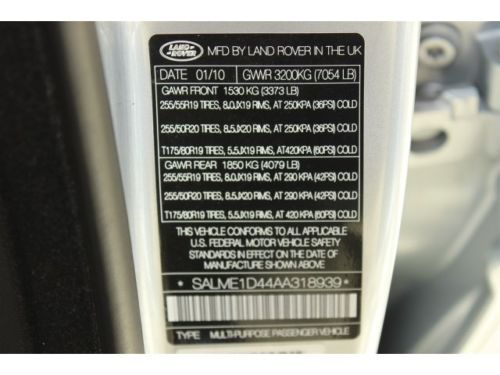 LAND ROVER
MFD BY LAND ROVER IN THE UK
DATE 01/10 GWR 3200KG (7054 LB)
GAWR FRONT 1530 KG (3373 LB)
255/55R19 TIRES, 8.0JX19 RIMS, AT 250KPA (36PSI) COLD
255/50R20 TIRES, 8.5JX20 RIMS, AT 250KPA (36PSI) COLD
T175/80R19 TIRES, 5.5JX19 RIMS, AT420KPA (60PSI) COLD
GAWR REAR 1850 KG (4079 LB)
255/55R19 TIRES, 8.0JX19 RIMS, AT 290 KPA (42PSI) COLD
255/50R20 TIRES, 8.5JX20 RIMS, AT 290 KPA (42PSI) COLD
T175/80R19 TIRES, 5.5JX19 RIMS, AT 420 KPA (60PSI) COLD
THIS VEHICLE CONFORMS TO ALL APPLICABLE
U.S. FEDERAL MOTOR VEHICLE SAFETY
STANDARDS IN EFFECT ON THE DATE OF
MANUFACTURE SHOWN ABOVE.
* SALME1D44AA318939 *
TYPE MULTI-PURPOSE PASSENGER VEHICLE